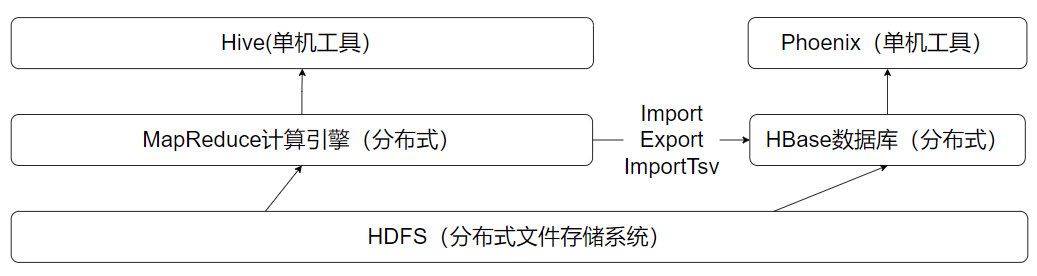 Hive(单机工具）
Phoenix（单机工具）
MapReduce计算引擎（分布式）
Import
Export
ImportTsv
HBase数据库（分布式）
HDFS（分布式文件存储系统）